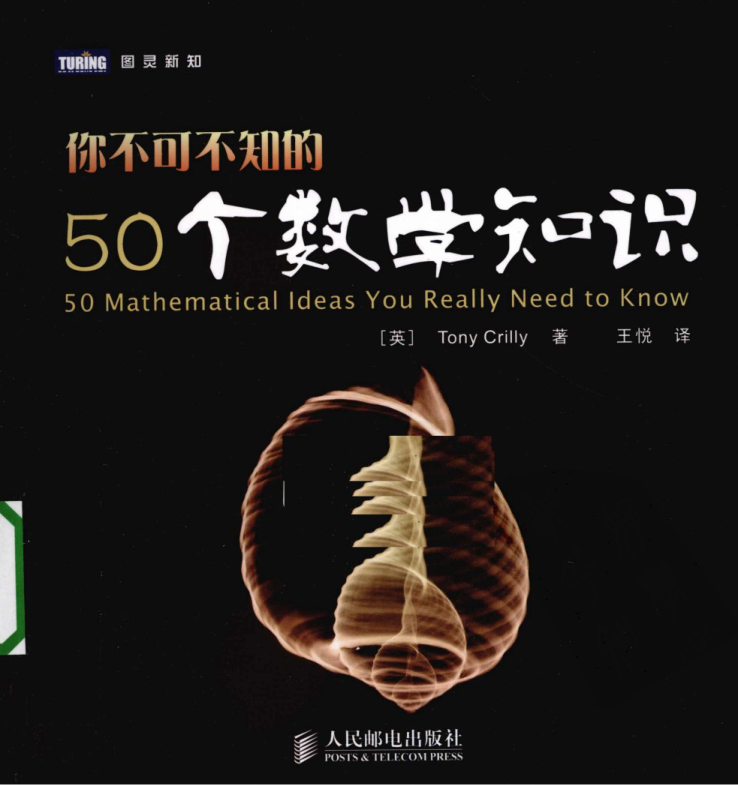 TURING 图灵新知
你不可不知的
50个数学知识
50 Mathematical Ideas You Really Need to Know
[英] Tony Crilly 著 王悦 译
人民邮电出版社
POSTS & TELECOM PRESS